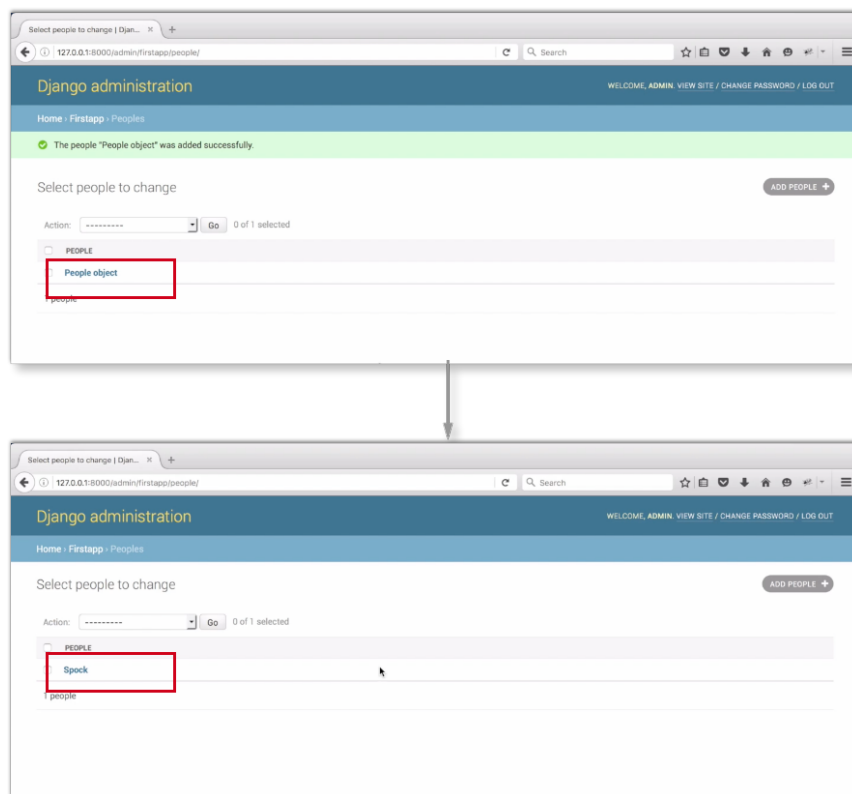 Select people to change | Djan... × +
127.0.0.1:8000/admin/firstapp/people/ Search
Django administration WELCOME, ADMIN. VIEW SITE / CHANGE PASSWORD / LOG OUT
Home › Firstapp › Peoples
The people "People object" was added successfully.
Select people to change ADD PEOPLE +
Action: --------- Go 0 of 1 selected
PEOPLE
People object
1 people
Select people to change | Djan... × +
127.0.0.1:8000/admin/firstapp/people/ Search
Django administration WELCOME, ADMIN. VIEW SITE / CHANGE PASSWORD / LOG OUT
Home › Firstapp › Peoples
Select people to change ADD PEOPLE +
Action: --------- Go 0 of 1 selected
PEOPLE
Spock
1 people